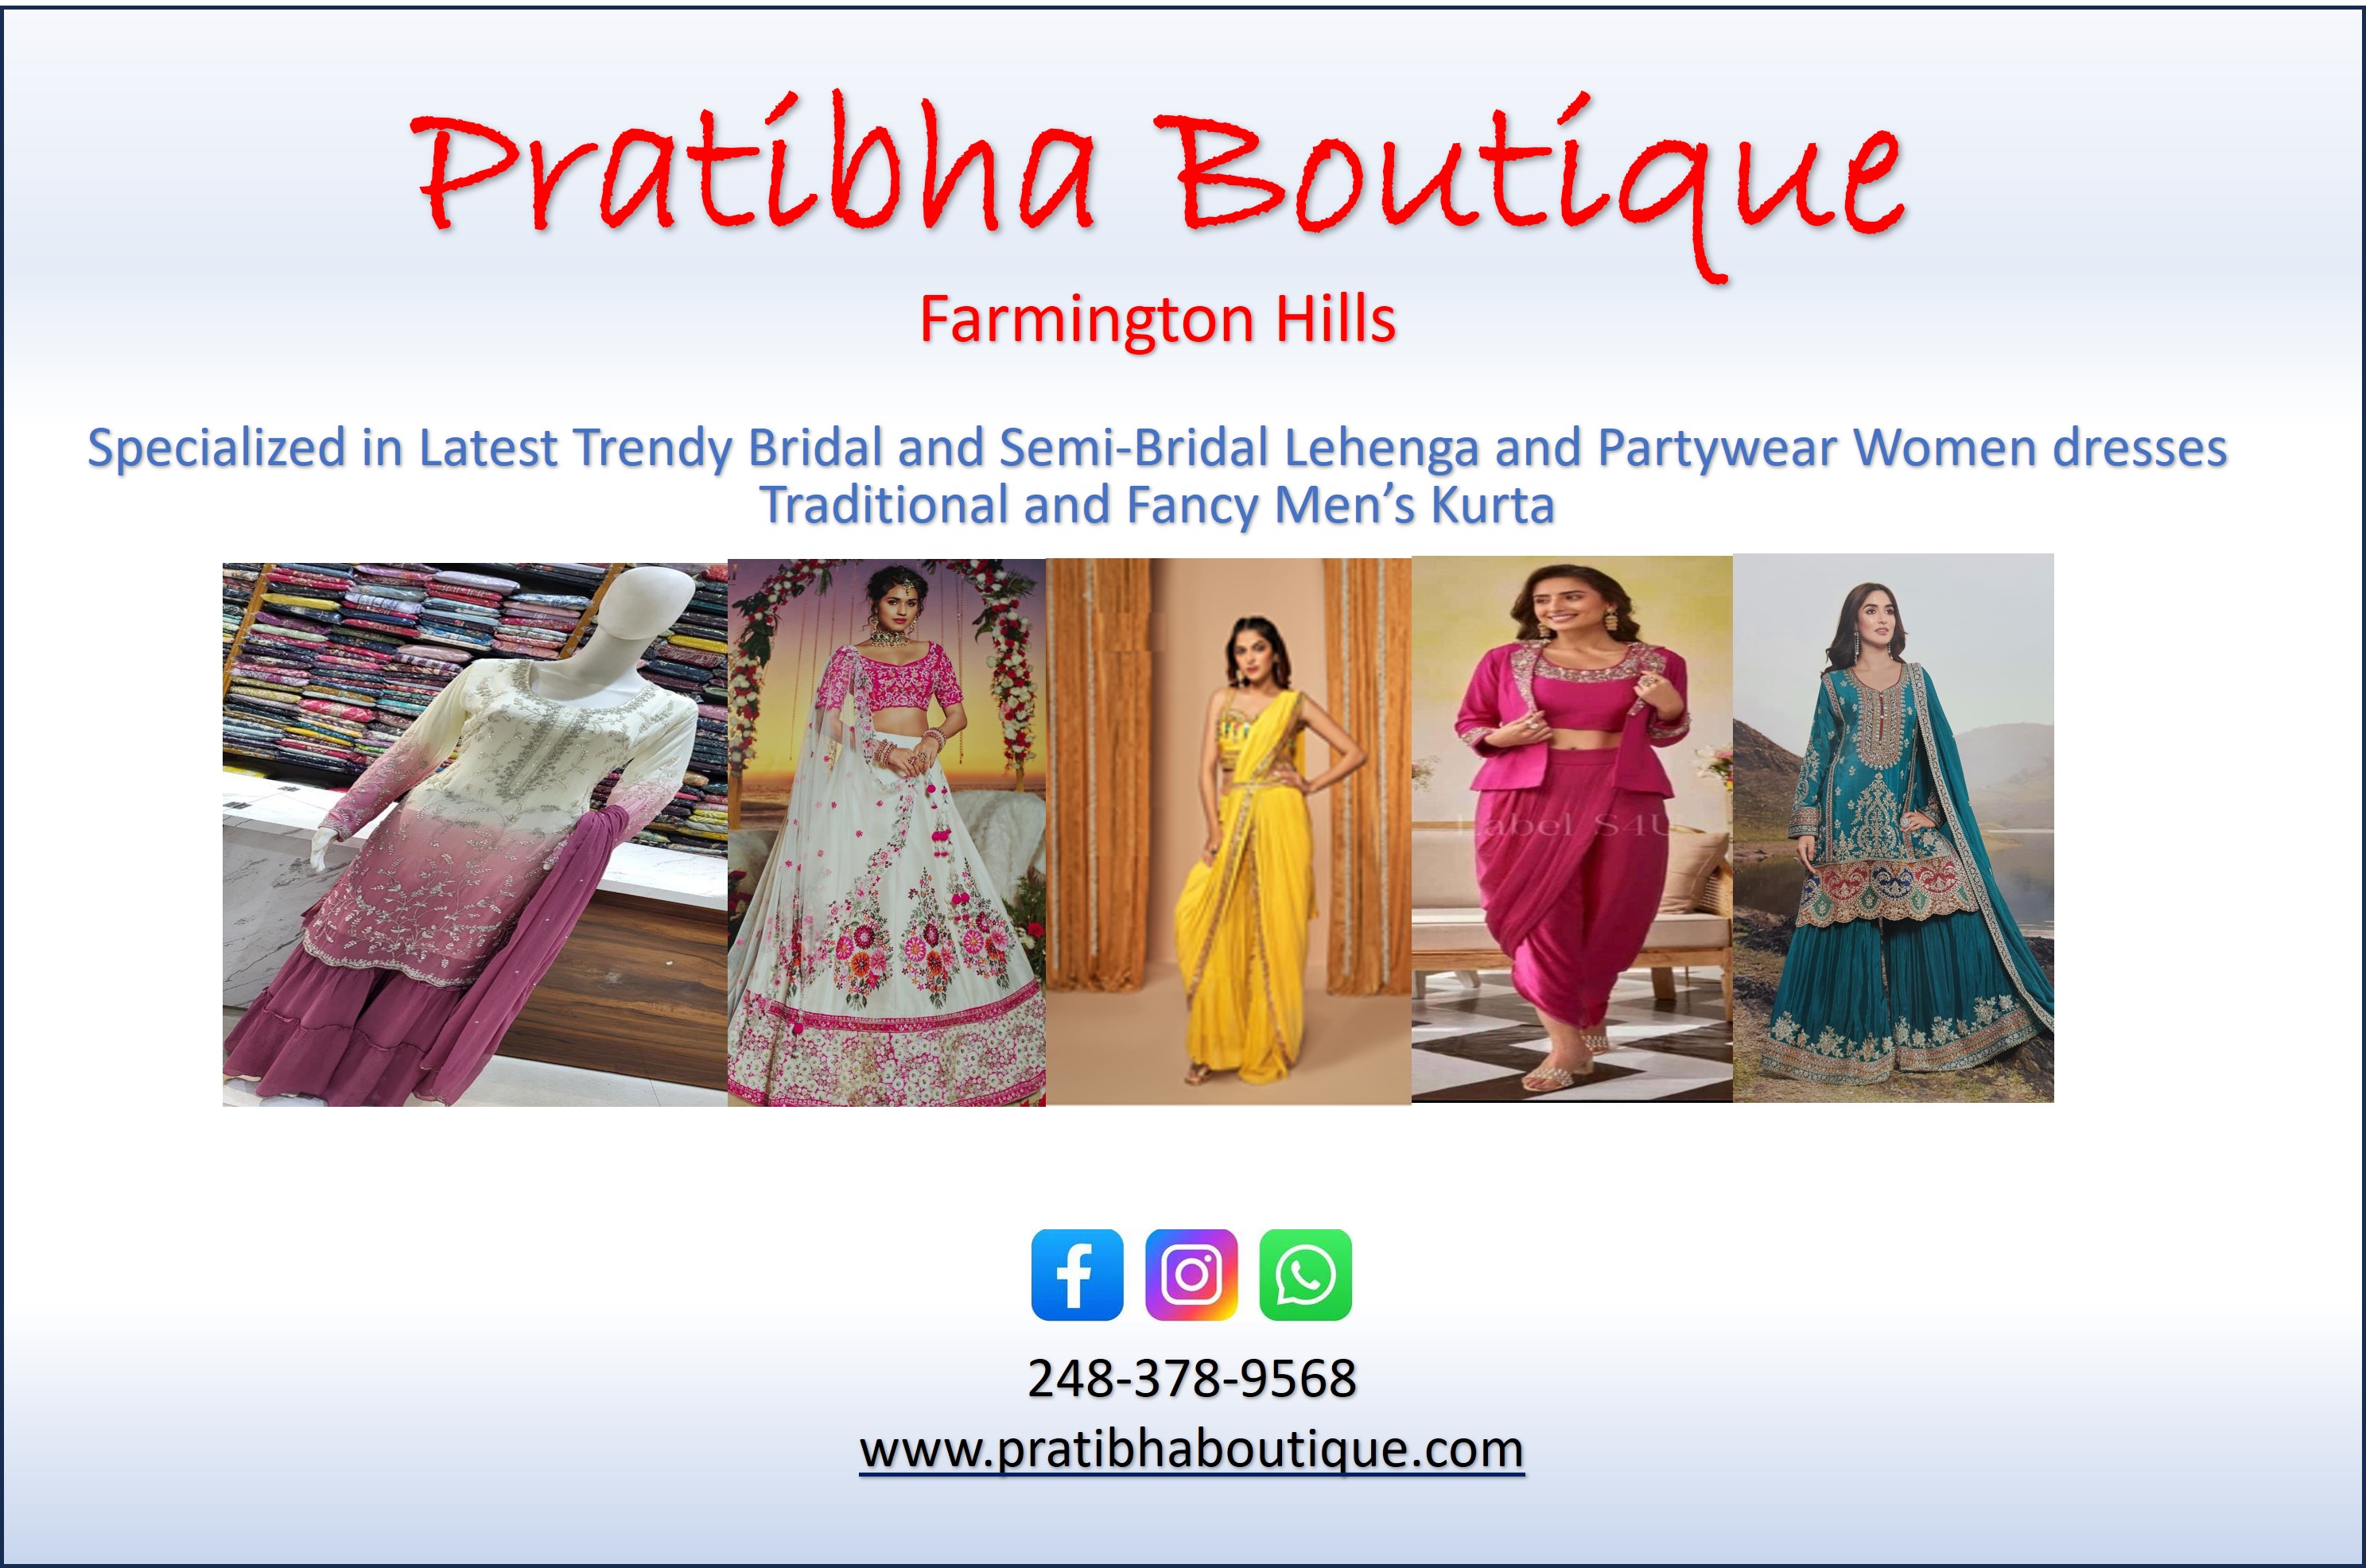 Pratibha Boutique
Farmington Hills
Specialized in Latest Trendy Bridal and Semi-Bridal Lehenga and Partywear Women dresses
Traditional and Fancy Men’s Kurta
Label S4U
248-378-9568
www.pratibhaboutique.com